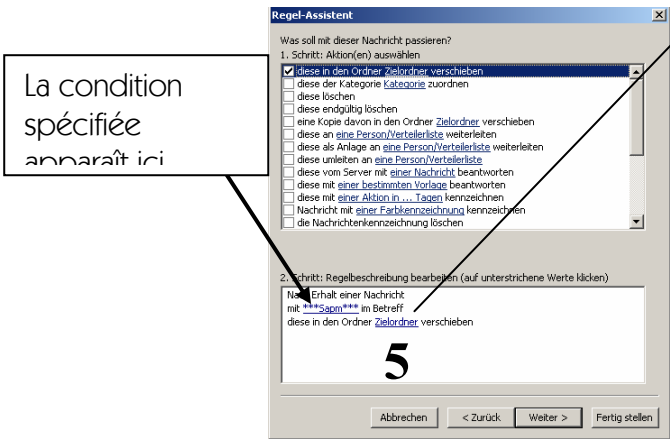 Regel-Assistent
La condition
spécifiée
apparaît ici
Was soll mit dieser Nachricht passieren?
1. Schritt: Aktion(en) auswählen
diese in den Ordner Zielordner verschieben
diese der Kategorie Kategorie zuordnen
diese löschen
diese endgültig löschen
eine Kopie davon in den Ordner Zielordner verschieben
diese an eine Person/Verteilerliste weiterleiten
diese als Anlage an eine Person/Verteilerliste weiterleiten
diese umleiten an eine Person/Verteilerliste
diese vom Server mit einer Nachricht beantworten
diese mit einer bestimmten Vorlage beantworten
diese mit einer Aktion in ... Tagen kennzeichnen
Nachricht mit einer Farbkennzeichnung kennzeichnen
die Nachrichtenkennzeichnung löschen
2. Schritt: Regelbeschreibung bearbeiten (auf unterstrichene Werte klicken)
Nach Erhalt einer Nachricht
mit ***Sapm*** im Betreff
diese in den Ordner Zielordner verschieben
5
Abbrechen < Zurück Weiter > Fertig stellen